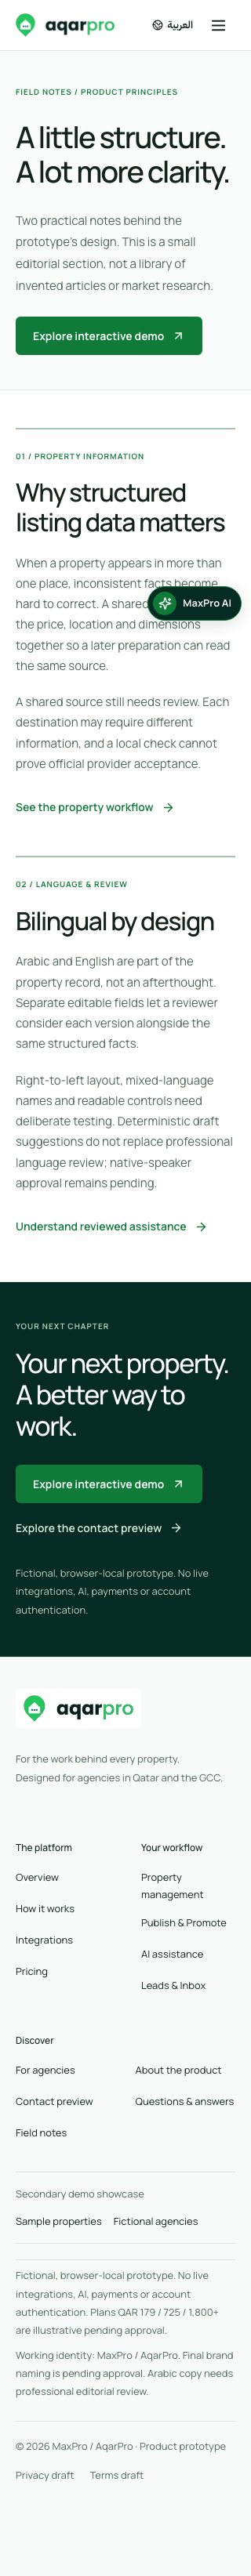 aqarpro
العربية
FIELD NOTES / PRODUCT PRINCIPLES
A little structure.
A lot more clarity.
Two practical notes behind the
prototype's design. This is a small
editorial section, not a library of
invented articles or market research.
Explore interactive demo
01 / PROPERTY INFORMATION
Why structured
listing data matters
When a property appears in more than
one place, inconsistent facts become
hard to correct. A shared
MaxPro AI
the price, location and dimensions
together so a later preparation can read
the same source.
A shared source still needs review. Each
destination may require different
information, and a local check cannot
prove official provider acceptance.
See the property workflow
02 / LANGUAGE & REVIEW
Bilingual by design
Arabic and English are part of the
property record, not an afterthought.
Separate editable fields let a reviewer
consider each version alongside the
same structured facts.
Right-to-left layout, mixed-language
names and readable controls need
deliberate testing. Deterministic draft
suggestions do not replace professional
language review; native-speaker
approval remains pending.
Understand reviewed assistance
YOUR NEXT CHAPTER
Your next property.
A better way to
work.
Explore interactive demo
Explore the contact preview
Fictional, browser-local prototype. No live
integrations, AI, payments or account
authentication.
aqarpro
For the work behind every property.
Designed for agencies in Qatar and the GCC.
The platform
Overview
How it works
Integrations
Pricing
Your workflow
Property
management
Publish & Promote
AI assistance
Leads & Inbox
Discover
For agencies
About the product
Contact preview
Questions & answers
Field notes
Secondary demo showcase
Sample properties
Fictional agencies
Fictional, browser-local prototype. No live
integrations, AI, payments or account
authentication. Plans QAR 179 / 725 / 1,800+
are illustrative pending approval.
Working identity: MaxPro / AqarPro. Final brand
naming is pending approval. Arabic copy needs
professional editorial review.
© 2026 MaxPro / AqarPro · Product prototype
Privacy draft
Terms draft